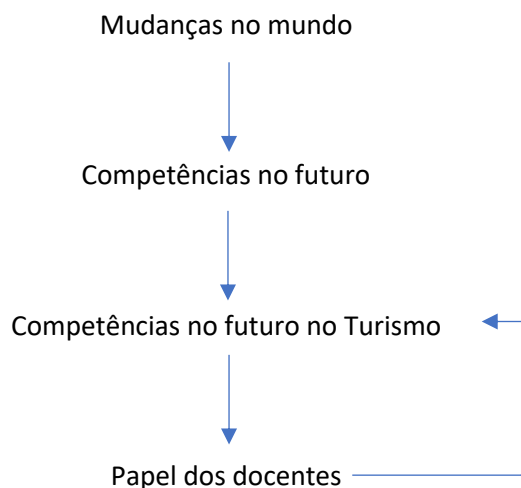 Mudanças no mundo
Competências no futuro
Competências no futuro no Turismo
Papel dos docentes